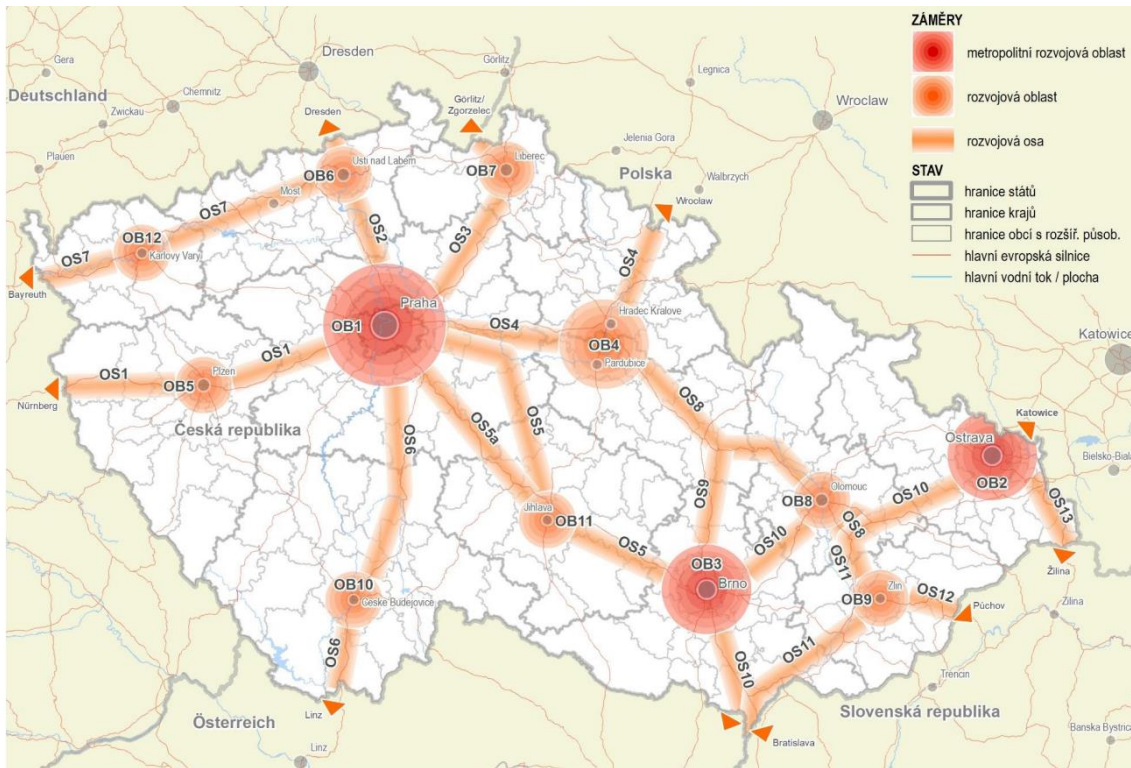 ZÁMĚRY
metropolitní rozvojová oblast
rozvojová oblast
rozvojová osa
STAV
hranice států
hranice krajů
hranice obcí s rozšíř. působ.
hlavní evropská silnice
hlavní vodní tok / plocha
Gera
Dresden
Görlitz
Legnica
Deutschland
Chemnitz
Zwickau
Dresden
Görlitz/
Zgorzelec
Wroclaw
Plauen
Jelenia Gora
Polska
Walbrzych
Wroclaw
Ústí nad Labem
OB6
OB7
Liberec
Most
OS7
OS2
OS3
OS4
OB12
Karlovy Vary
OS7
Bayreuth
Praha
OB1
OS4
Hradec Kralove
OB4
Pardubice
Katowice
OS1
OS1
OB5
Plzen
Nürnberg
Česká republika
OS6
OS5a
OS5
OS8
Katowice
Ostrava
OB2
Bielsko-Biala
OS9
Olomouc
OB8
OS10
OS13
Jihlava
OB11
OS5
OS10
OS8
OS11
Žilina
OB3
Brno
Zlin
OB9
OS12
Púchov
Žilina
OB10
Ceske Budejovice
OS6
Linz
OS10
OS11
Trencin
Österreich
Linz
Slovenská republika
Bratislava
Banska Bystrica